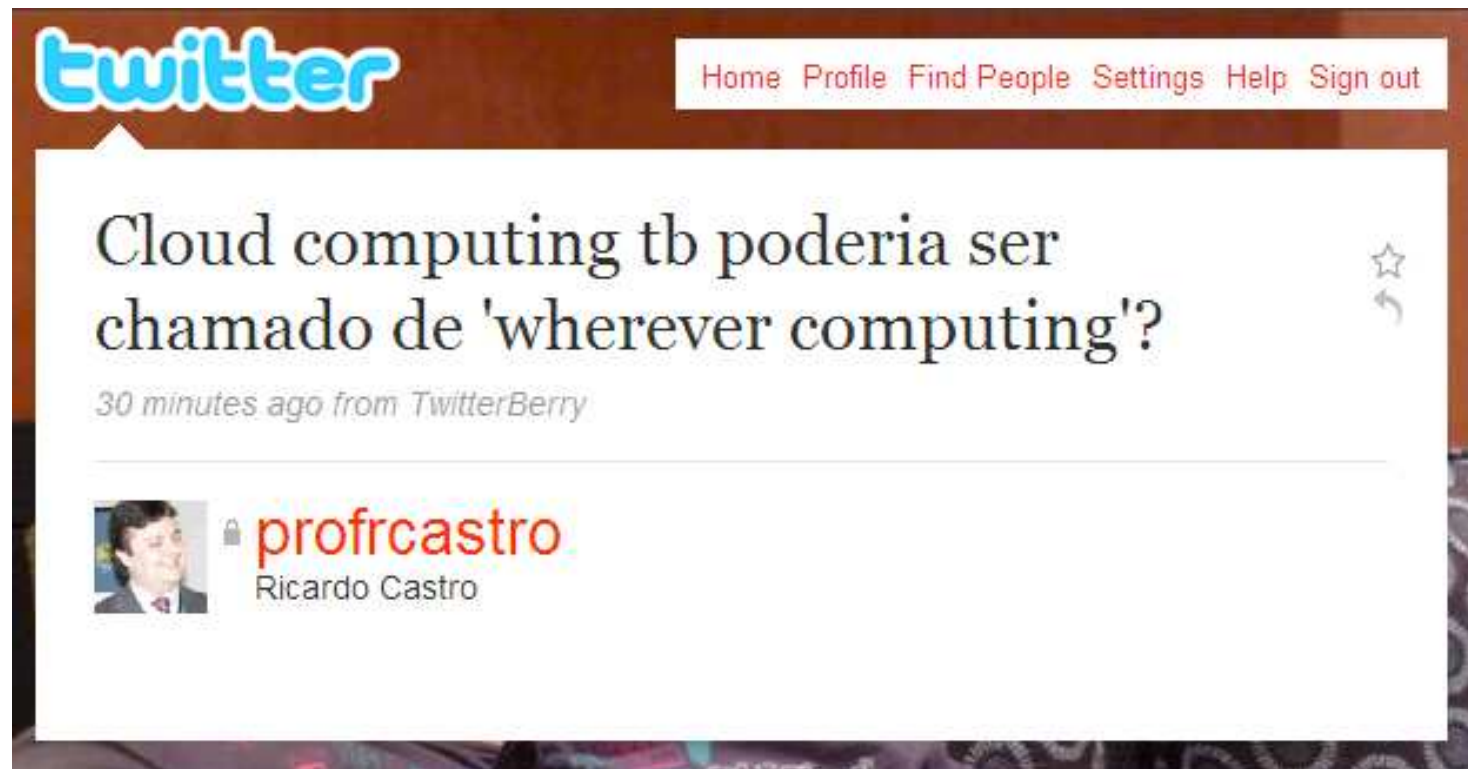 twitter
Home Profile Find People Settings Help Sign out
Cloud computing tb poderia ser
chamado de 'wherever computing'?
30 minutes ago from TwitterBerry
profrcastro
Ricardo Castro